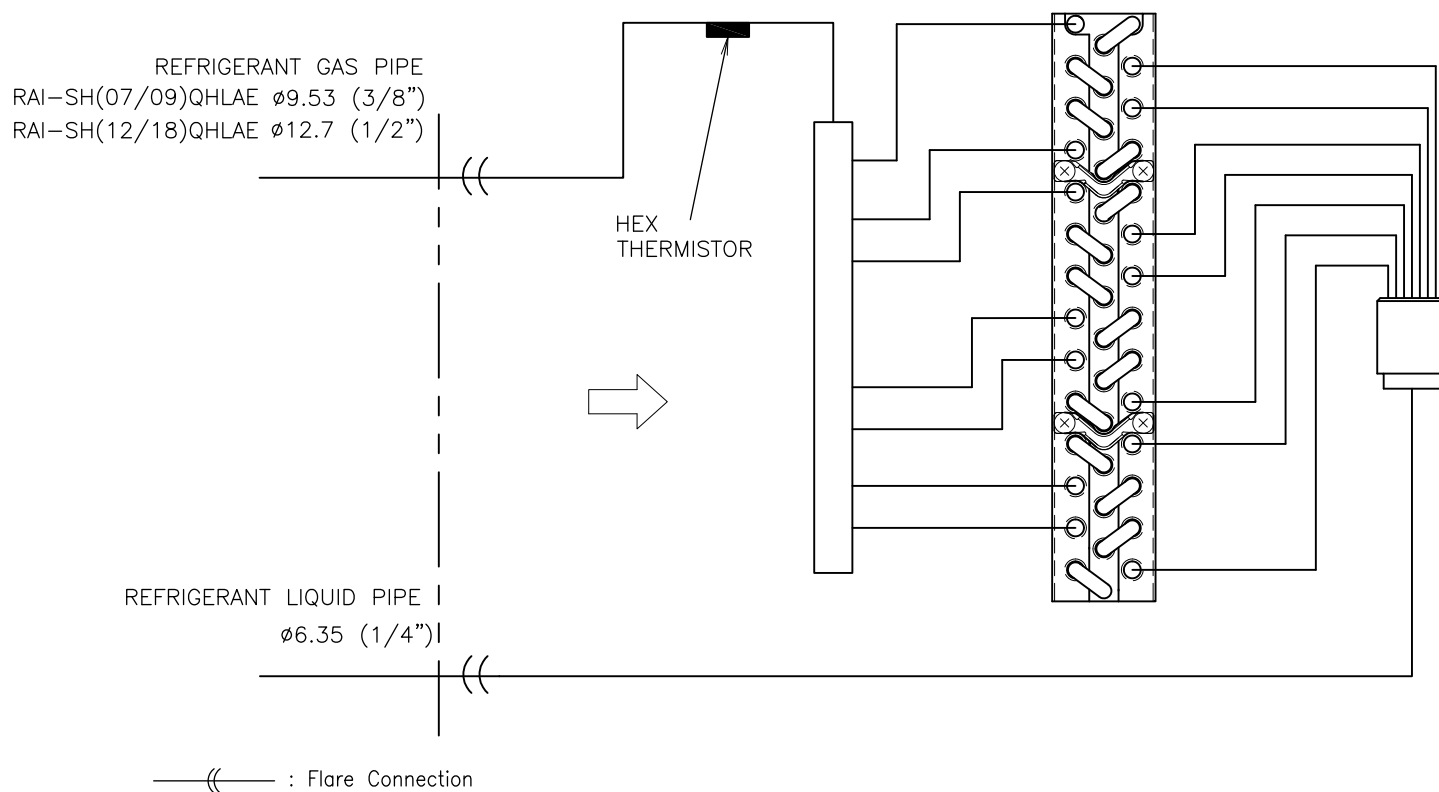 REFRIGERANT GAS PIPE
RAI-SH(07/09)QHLAE ø9.53 (3/8")
RAI-SH(12/18)QHLAE ø12.7 (1/2")
HEX
THERMISTOR
REFRIGERANT LIQUID PIPE
ø6.35 (1/4")
: Flare Connection